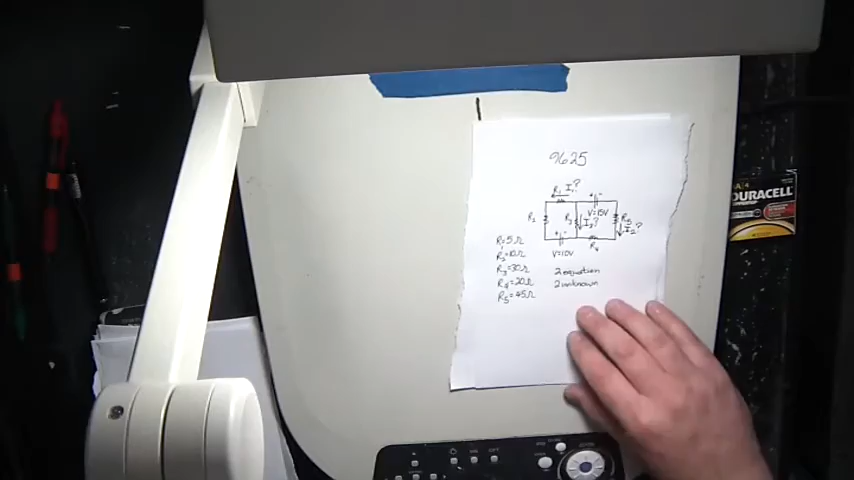 9625
R₁ I₁?
+ -
V=15V
R₂
R₃
I₃?
R₅
I₂?
+ -
R₄
V=10V
R₁=5Ω
R₂=10Ω
R₃=30Ω
R₄=20Ω
R₅=45Ω
2 equation
2 unknown
DURACELL